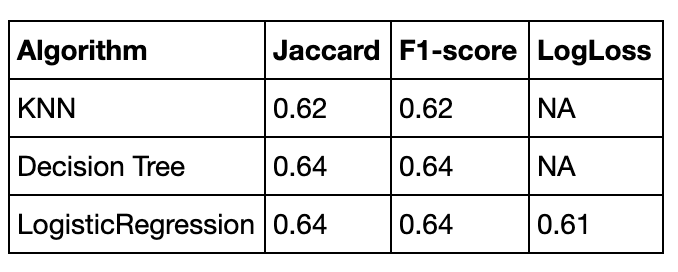 Algorithm Jaccard F1-score LogLoss
KNN 0.62 0.62 NA
Decision Tree 0.64 0.64 NA
LogisticRegression 0.64 0.64 0.61